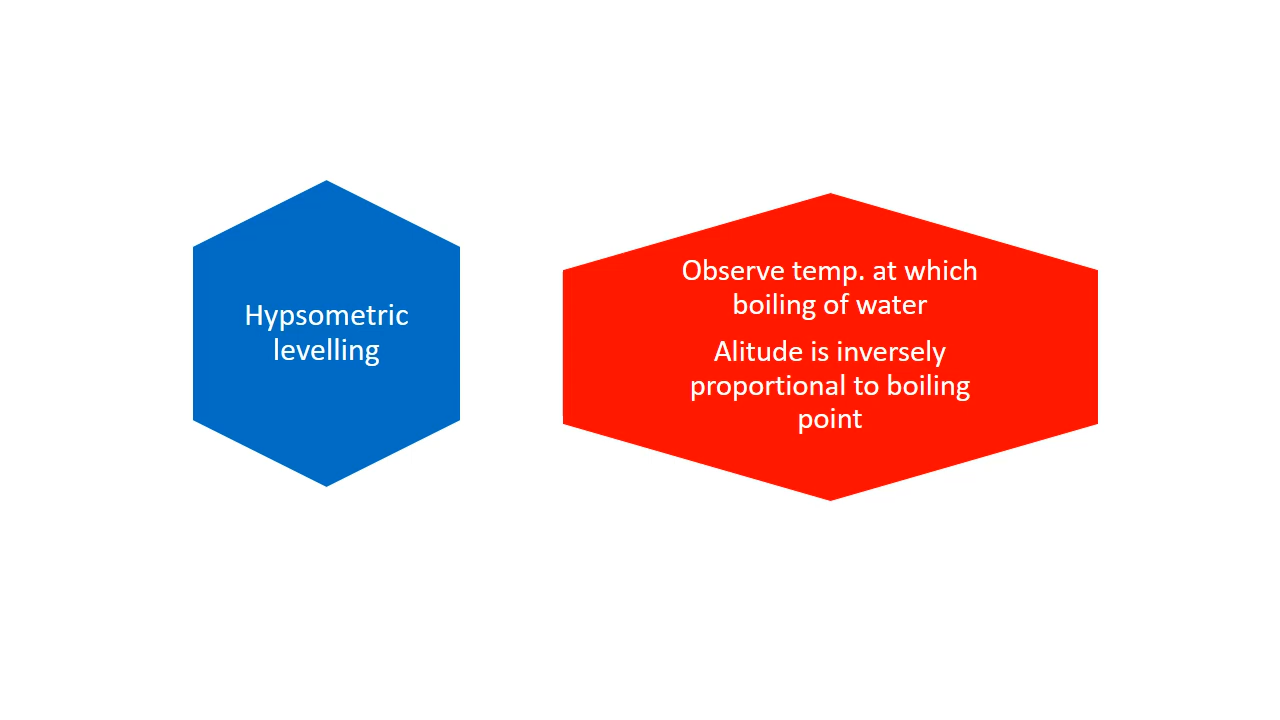 Hypsometric
levelling
Observe temp. at which
boiling of water
Alitude is inversely
proportional to boiling
point